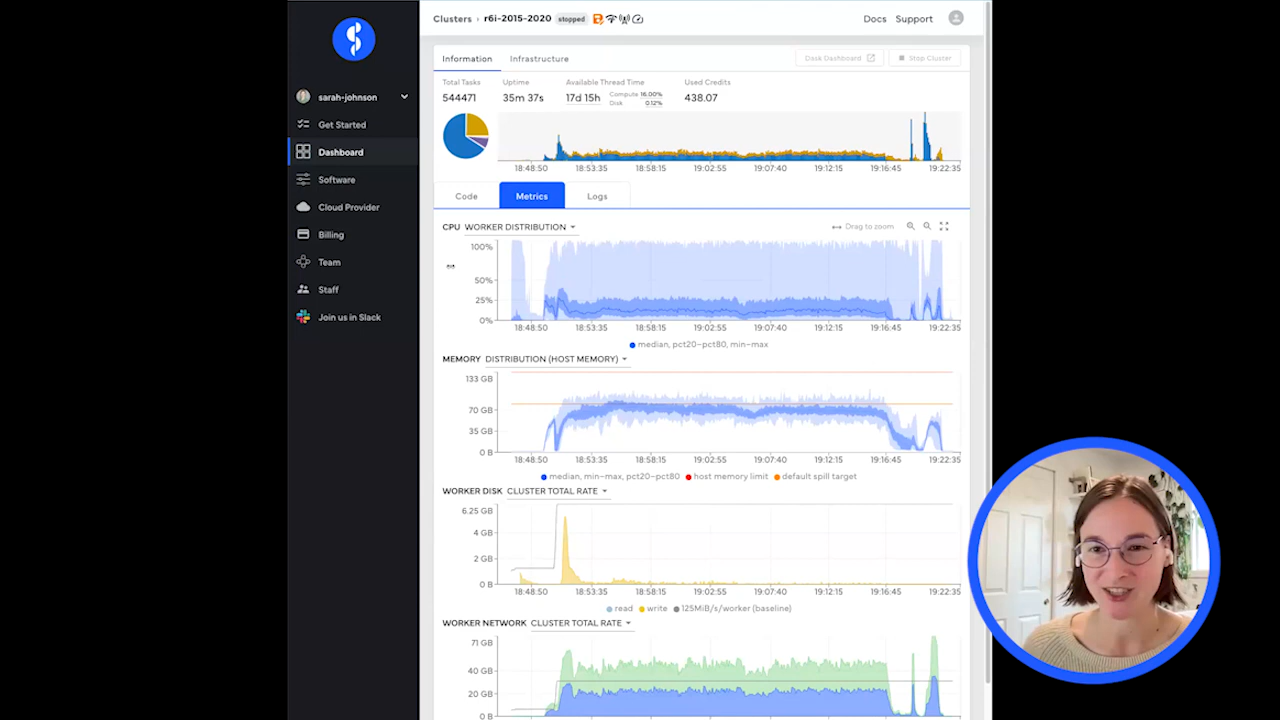 Clusters › r6i-2015-2020 stopped
Docs Support
sarah-johnson
Get Started
Dashboard
Software
Cloud Provider
Billing
Team
Staff
Join us in Slack
Information Infrastructure
Dask Dashboard Stop Cluster
Total Tasks Uptime Available Thread Time Used Credits
544471 35m 37s 17d 15h Compute 16.00% Disk 0.12% 438.07
18:48:50 18:53:35 18:58:15 19:02:55 19:07:40 19:12:15 19:16:45 19:22:35
Code Metrics Logs
CPU WORKER DISTRIBUTION
Drag to zoom
100%
50%
25%
0%
18:48:50 18:53:35 18:58:15 19:02:55 19:07:40 19:12:15 19:16:45 19:22:35
median, pct20–pct80, min–max
MEMORY DISTRIBUTION (HOST MEMORY)
133 GB
70 GB
35 GB
0 B
18:48:50 18:53:35 18:58:15 19:02:55 19:07:40 19:12:15 19:16:45 19:22:35
median, min–max, pct20–pct80 host memory limit default spill target
WORKER DISK CLUSTER TOTAL RATE
6.25 GB
4 GB
2 GB
0 B
18:48:50 18:53:35 18:58:15 19:02:55 19:07:40 19:12:15 19:16:45 19:22:35
read write 125MiB/s/worker (baseline)
WORKER NETWORK CLUSTER TOTAL RATE
71 GB
40 GB
20 GB
0 B